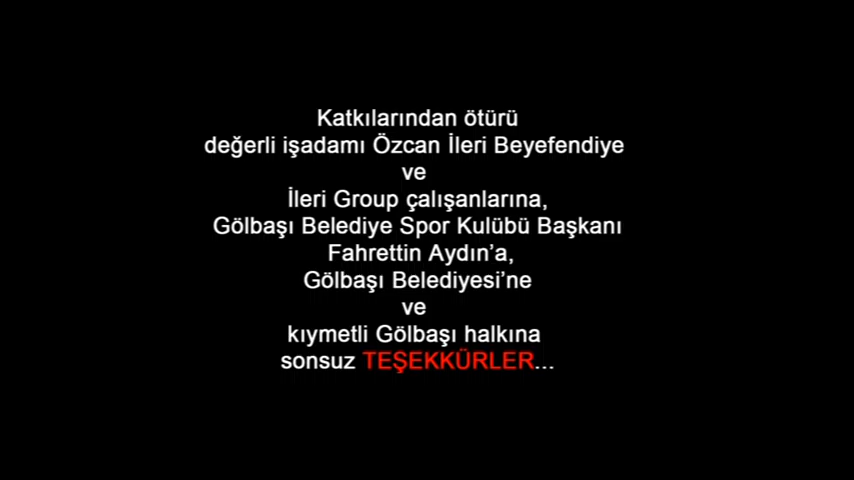 Katkılarından ötürü
değerli işadamı Özcan İleri Beyefendiye
ve
İleri Group çalışanlarına,
Gölbaşı Belediye Spor Kulübü Başkanı
Fahrettin Aydın’a,
Gölbaşı Belediyesi’ne
ve
kıymetli Gölbaşı halkına
sonsuz TEŞEKKÜRLER...